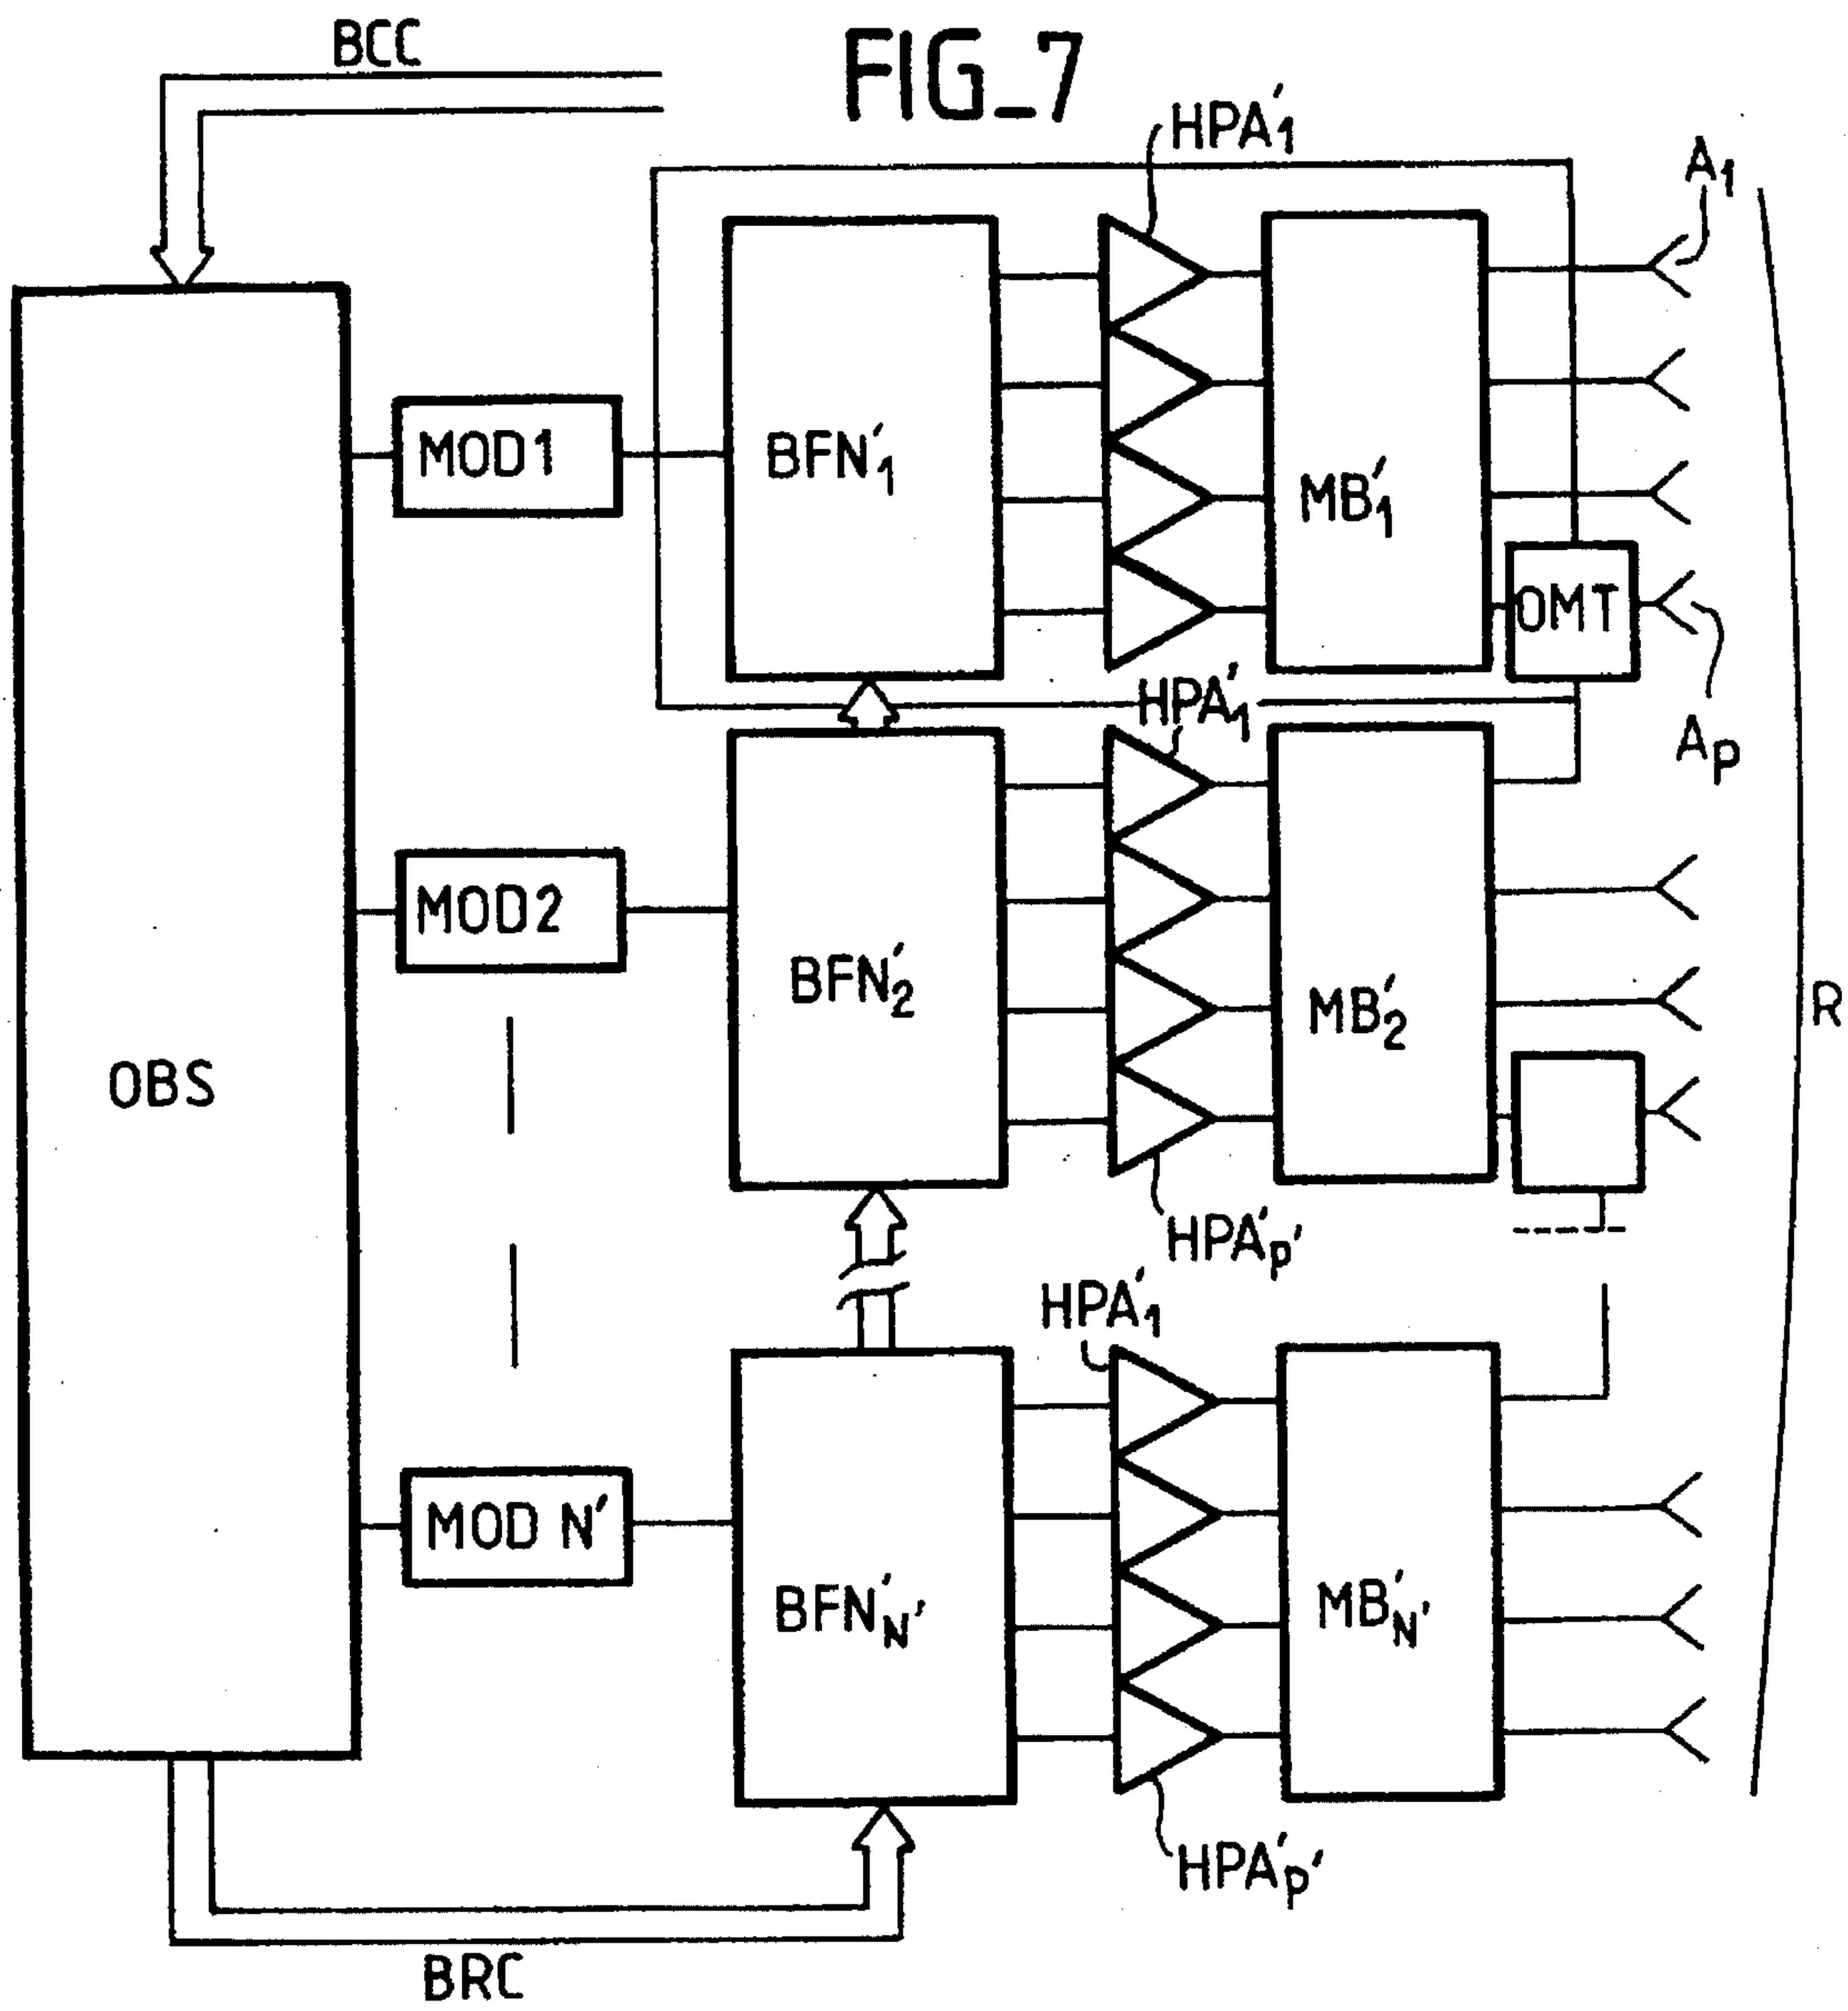 BCC
FIG_7
HPA'1
A1
MOD1
BFN'1
MB'1
OMT
HPA'1
Ap
MOD2
BFN'2
MB'2
R
OBS
HPA'p'
HPA'1
MOD N'
BFN'N'
MB'N'
HPA'p'
BRC